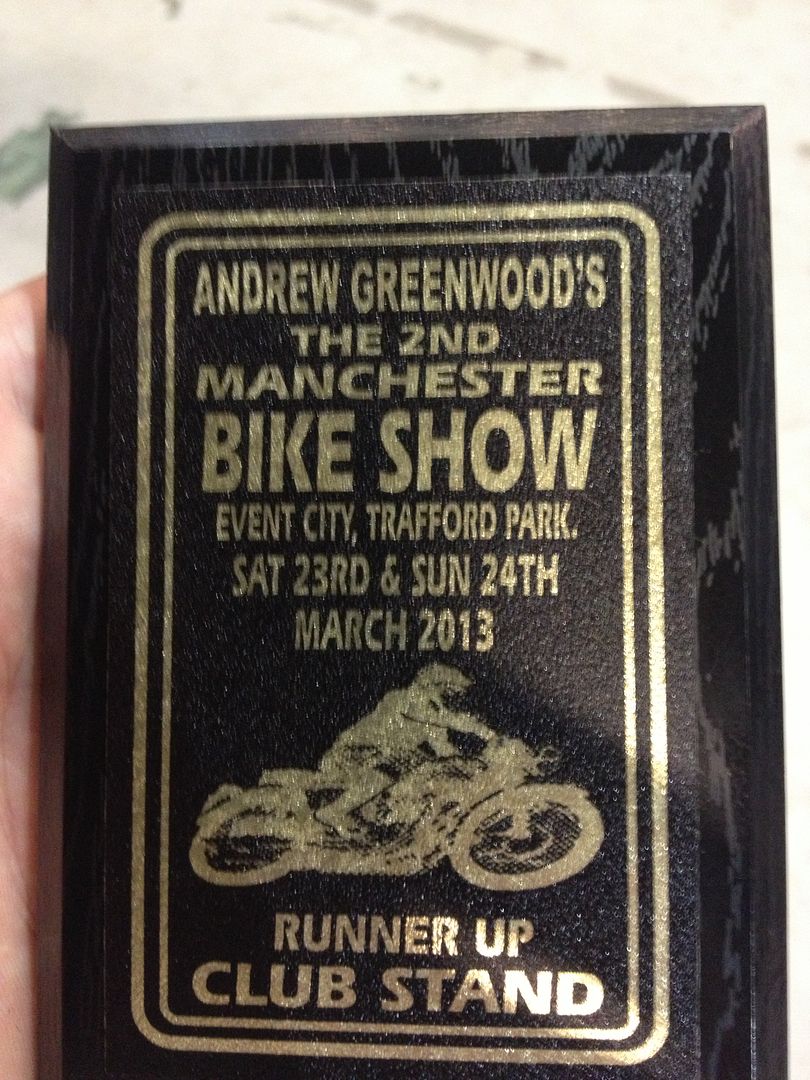 ANDREW GREENWOOD'S
THE 2ND
MANCHESTER
BIKE SHOW
EVENT CITY, TRAFFORD PARK.
SAT 23RD & SUN 24TH
MARCH 2013
RUNNER UP
CLUB STAND